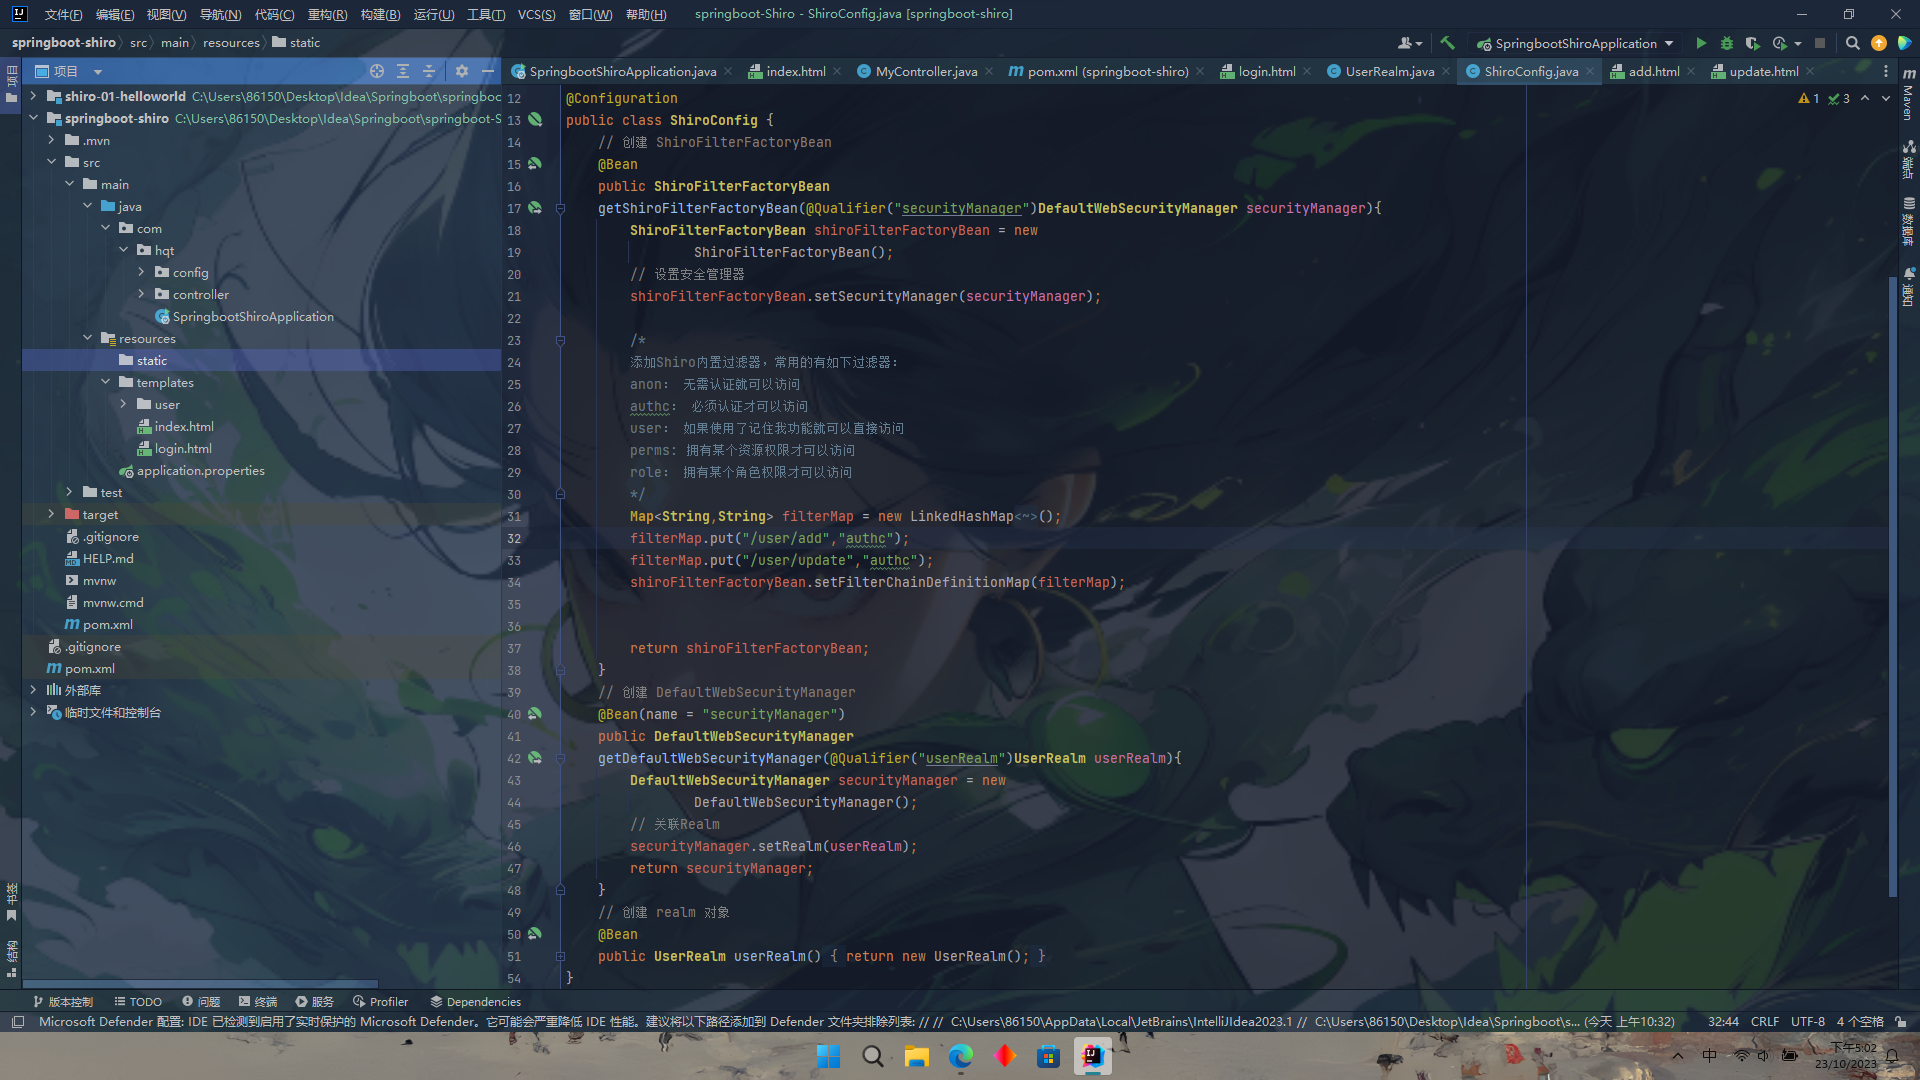 文件(F) 编辑(E) 视图(V) 导航(N) 代码(C) 重构(R) 构建(B) 运行(U) 工具(T) VCS(S) 窗口(W) 帮助(H) springboot-Shiro - ShiroConfig.java [springboot-shiro]
springboot-shiro src main resources static SpringbootShiroApplication
项目 SpringbootShiroApplication.java index.html MyController.java pom.xml (springboot-shiro) login.html UserRealm.java ShiroConfig.java add.html update.html
项目
Maven
端点
数据库
通知
书签
结构
shiro-01-helloworld C:\Users\86150\Desktop\Idea\Springboot\springboo
springboot-shiro C:\Users\86150\Desktop\Idea\Springboot\springboot-S
.mvn
src
main
java
com
hqt
config
controller
SpringbootShiroApplication
resources
static
templates
user
index.html
login.html
application.properties
test
target
.gitignore
HELP.md
mvnw
mvnw.cmd
pom.xml
.gitignore
pom.xml
外部库
临时文件和控制台
1 3
12 @Configuration
13 public class ShiroConfig {
14 // 创建 ShiroFilterFactoryBean
15 @Bean
16 public ShiroFilterFactoryBean
17 getShiroFilterFactoryBean(@Qualifier("securityManager")DefaultWebSecurityManager securityManager){
18 ShiroFilterFactoryBean shiroFilterFactoryBean = new
19 ShiroFilterFactoryBean();
20 // 设置安全管理器
21 shiroFilterFactoryBean.setSecurityManager(securityManager);
22
23 /*
24 添加Shiro内置过滤器，常用的有如下过滤器：
25 anon： 无需认证就可以访问
26 authc： 必须认证才可以访问
27 user： 如果使用了记住我功能就可以直接访问
28 perms: 拥有某个资源权限才可以访问
29 role： 拥有某个角色权限才可以访问
30 */
31 Map<String,String> filterMap = new LinkedHashMap<~>();
32 filterMap.put("/user/add","authc");
33 filterMap.put("/user/update","authc");
34 shiroFilterFactoryBean.setFilterChainDefinitionMap(filterMap);
35
36
37 return shiroFilterFactoryBean;
38 }
39 // 创建 DefaultWebSecurityManager
40 @Bean(name = "securityManager")
41 public DefaultWebSecurityManager
42 getDefaultWebSecurityManager(@Qualifier("userRealm")UserRealm userRealm){
43 DefaultWebSecurityManager securityManager = new
44 DefaultWebSecurityManager();
45 // 关联Realm
46 securityManager.setRealm(userRealm);
47 return securityManager;
48 }
49 // 创建 realm 对象
50 @Bean
51 public UserRealm userRealm() { return new UserRealm(); }
54 }
版本控制 TODO 问题 终端 服务 Profiler Dependencies
Microsoft Defender 配置: IDE 已检测到启用了实时保护的 Microsoft Defender。它可能会严重降低 IDE 性能。建议将以下路径添加到 Defender 文件夹排除列表: // // C:\Users\86150\AppData\Local\JetBrains\IntelliJIdea2023.1 // C:\Users\86150\Desktop\Idea\Springboot\s... (今天 上午10:32) 32:44 CRLF UTF-8 4 个空格
中 下午5:02
23/10/2023